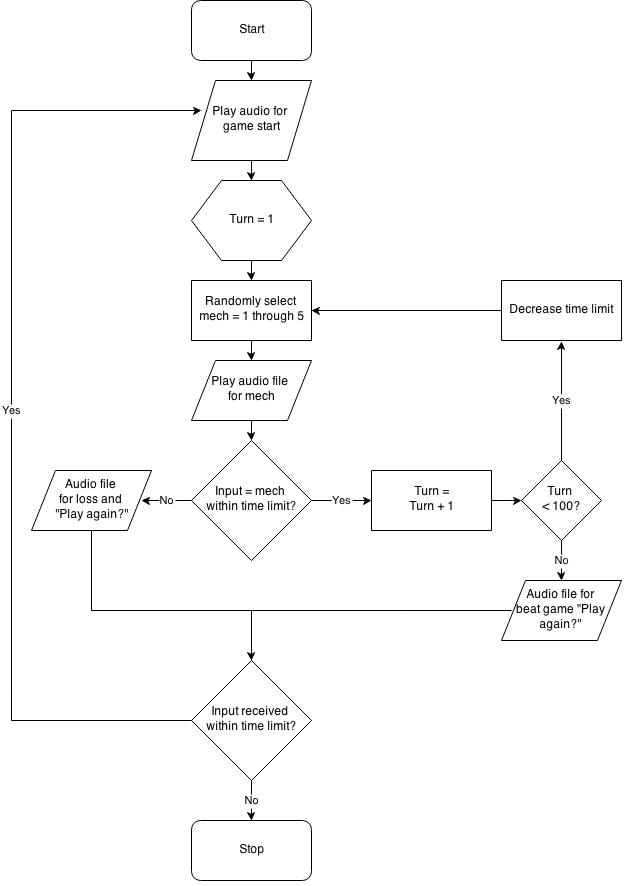 Start
Play audio for
game start
Turn = 1
Randomly select
mech = 1 through 5
Decrease time limit
Play audio file
for mech
Yes
Yes
Audio file
for loss and
"Play again?"
No
Input = mech
within time limit?
Yes
Turn =
Turn + 1
Turn
< 100?
No
Audio file for
beat game "Play
again?"
Input received
within time limit?
No
Stop